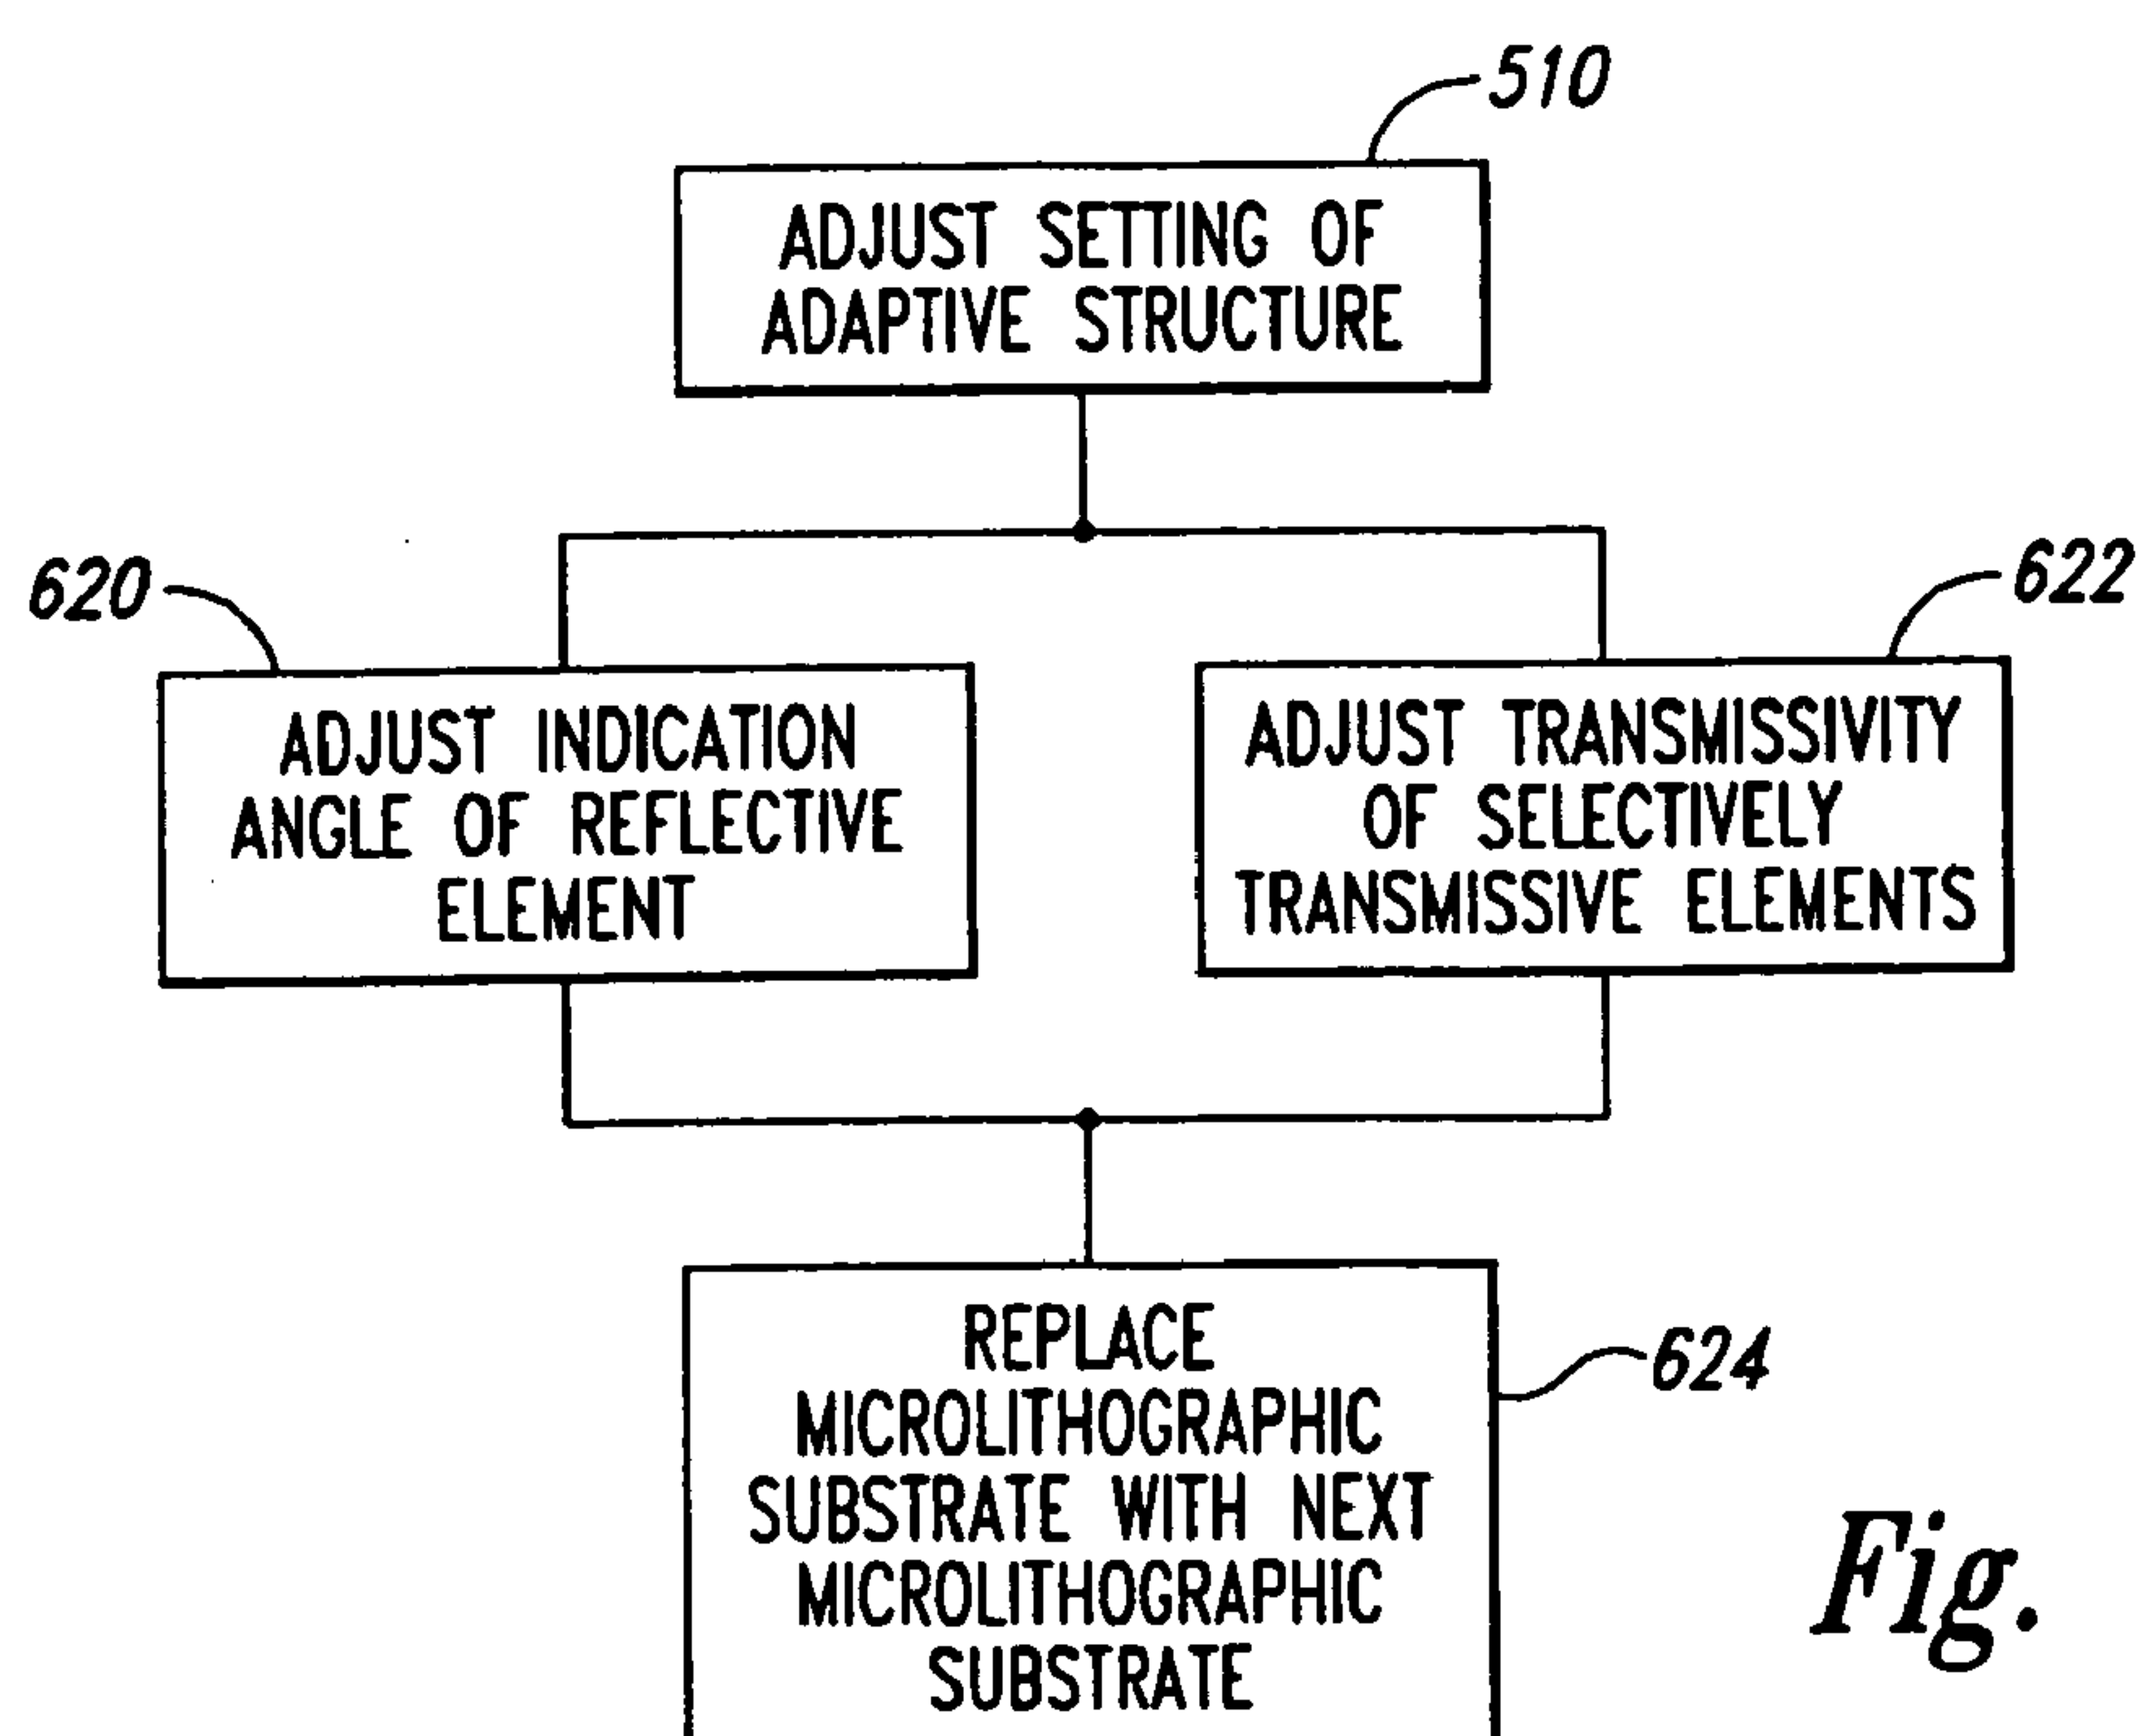 510
ADJUST SETTING OF
ADAPTIVE STRUCTURE
620
622
ADJUST INDICATION
ANGLE OF REFLECTIVE
ELEMENT
ADJUST TRANSMISSIVITY
OF SELECTIVELY
TRANSMISSIVE ELEMENTS
REPLACE
MICROLITHOGRAPHIC
SUBSTRATE WITH NEXT
MICROLITHOGRAPHIC
SUBSTRATE
624
Fig.